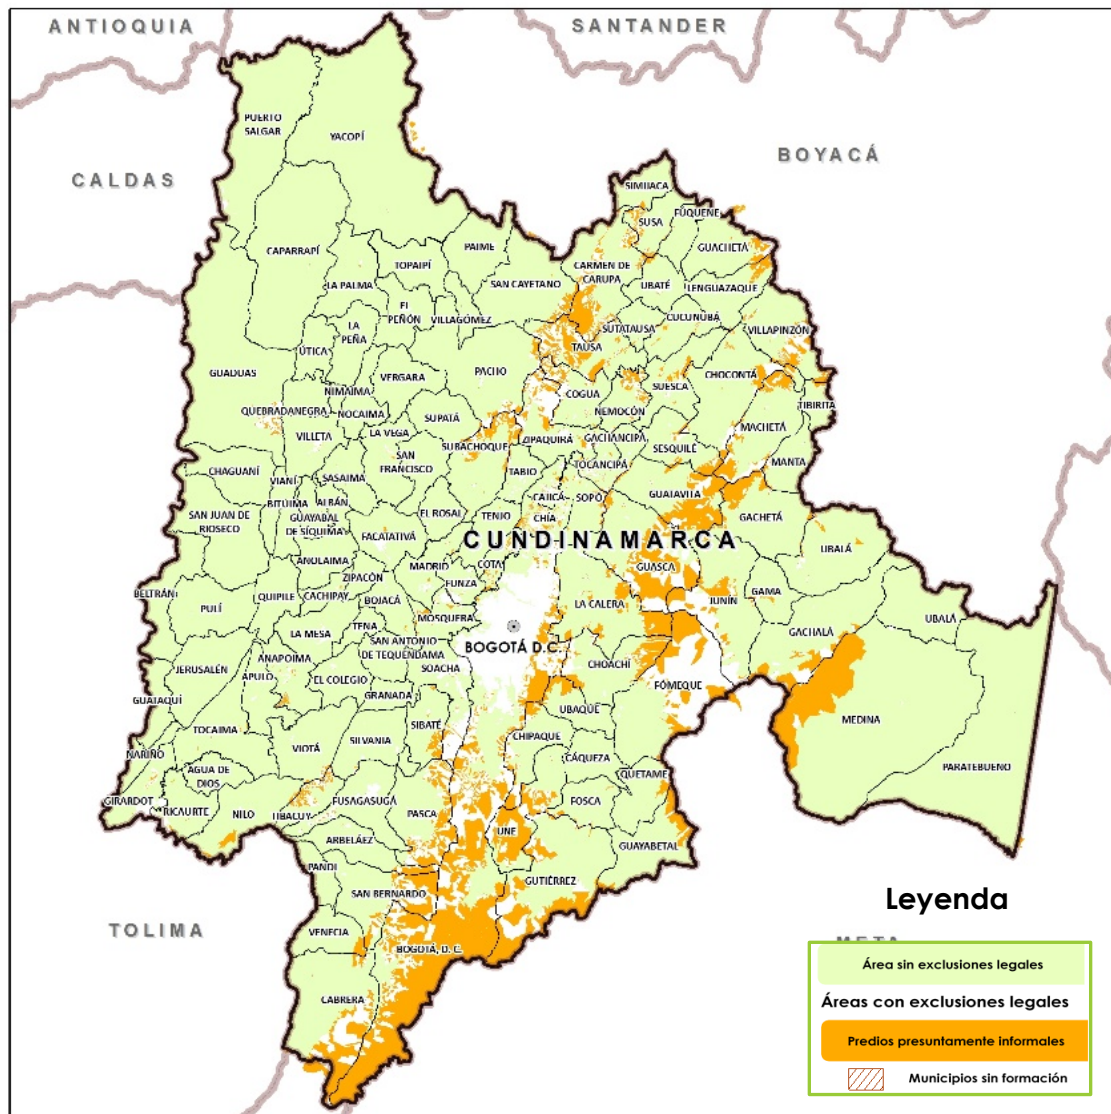 ANTIOQUIA
SANTANDER
BOYACÁ
CALDAS
PUERTO
SALGAR
YACOPÍ
SIMIJACA
SUSA
FÚQUENE
GUACHETÁ
CAPARRAPÍ
PAIME
TOPAIPÍ
CARMEN DE
CARUPA
SAN CAYETANO
UBATÉ
LENGUAZAQUE
LA PALMA
EL
PEÑÓN
VILLAGÓMEZ
CUCUNUBÁ
SUTATAUSA
VILLAPINZÓN
LA
PEÑA
ÚTICA
TAUSA
GUADUAS
VERGARA
PACHO
CHOCONTÁ
SUESCA
NIMAIMA
COGUA
QUEBRADANEGRA
NOCAIMA
NEMOCÓN
TIBIRITA
SUPATÁ
VILLETA
LA VEGA
MACHETÁ
SUBACHOQUE
ZIPAQUIRÁ
GACHANCIPÁ
SESQUILÉ
SAN
FRANCISCO
TOCANCIPÁ
MANTA
CHAGUANÍ
TABIO
VIANÍ
SASAIMA
CAJICÁ
SOPÓ
GUATAVITA
BITUIMA
ALBÁN
SAN JUAN DE
RIOSECO
GUAYABAL
DE SÍQUIMA
EL ROSAL
TENJO
CHÍA
GACHETÁ
FACATATIVÁ
CUNDINAMARCA
UBALÁ
ANOLAIMA
MADRID
COTA
GUASCA
ZIPACÓN
FUNZA
BELTRÁN
QUIPILE
CACHIPAY
BOJACÁ
LA CALERA
JUNÍN
GAMA
PULÍ
MOSQUERA
UBALÁ
LA MESA
TENA
SAN ANTONIO
DE TEQUENDAMA
GACHALÁ
BOGOTÁ D.C.
ANAPOIMA
SOACHA
CHOACHÍ
JERUSALÉN
APULO
EL COLEGIO
GRANADA
FÓMEQUE
GUATAQUÍ
UBAQUE
MEDINA
TOCAIMA
SIBATÉ
CHIPAQUE
NARIÑO
VIOTÁ
SILVANIA
CÁQUEZA
PARATEBUENO
AGUA DE
DIOS
QUETAME
GIRARDOT
RICAURTE
NILO
TIBACUY
FUSAGASUGÁ
PASCA
FOSCA
UNE
ARBELÁEZ
GUAYABETAL
PANDI
GUTIÉRREZ
SAN BERNARDO
Leyenda
TOLIMA
VENECIA
META
BOGOTÁ, D. C.
Área sin exclusiones legales
CABRERA
Áreas con exclusiones legales
Predios presuntamente informales
Municipios sin formación